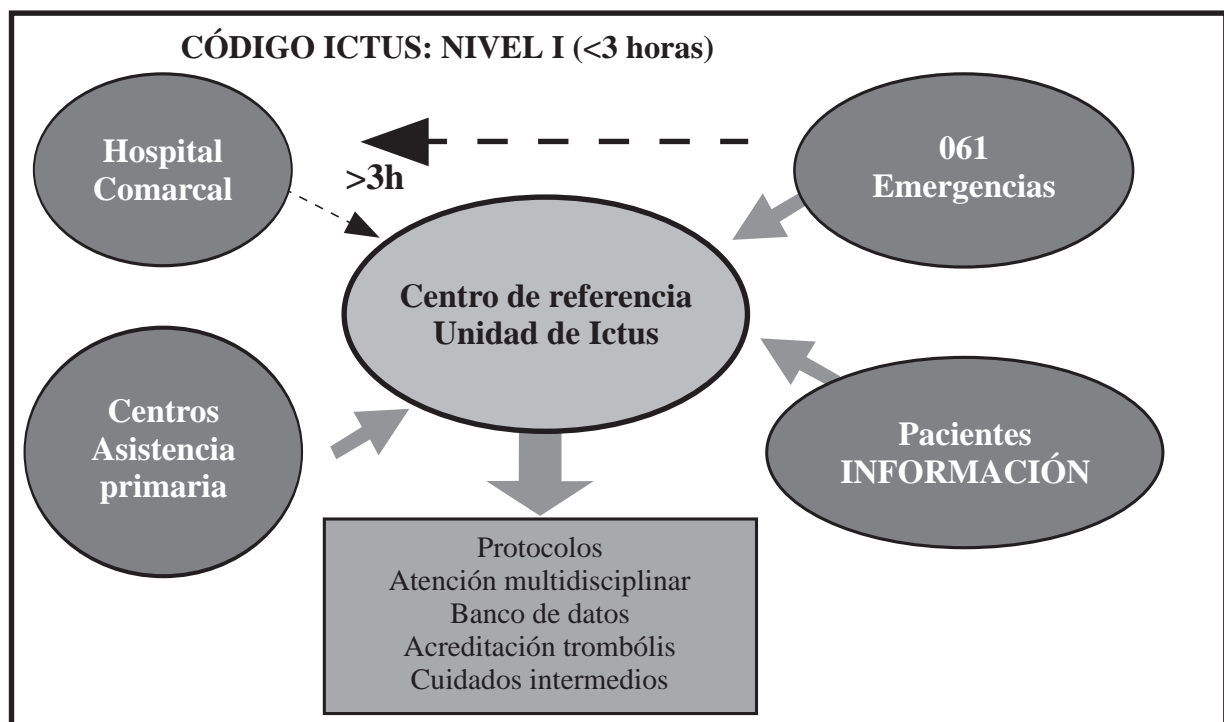 CÓDIGO ICTUS: NIVEL I (<3 horas)
Hospital
Comarcal
061
Emergencias
>3h
Centro de referencia
Unidad de Ictus
Centros
Asistencia
primaria
Pacientes
INFORMACIÓN
Protocolos
Atención multidisciplinar
Banco de datos
Acreditación trombólis
Cuidados intermedios